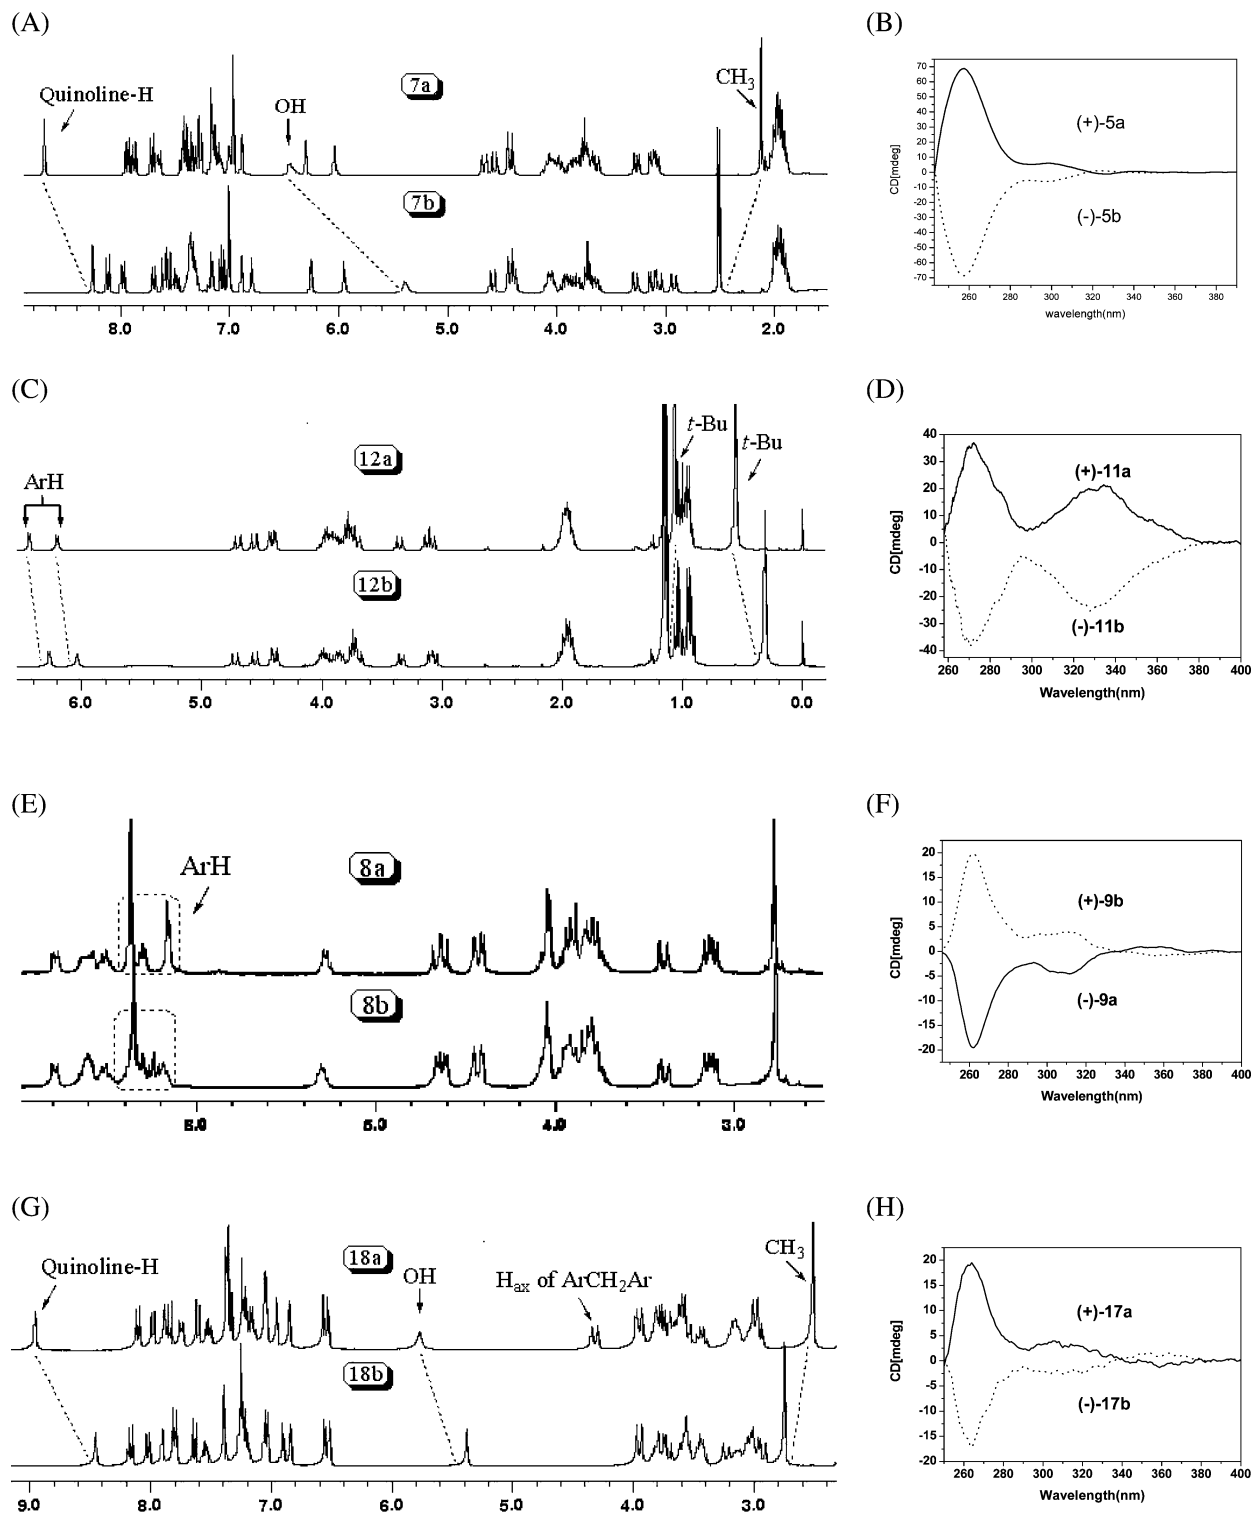 (A)
Quinoline-H
OH
7a
CH3
7b
8.0 7.0 6.0 5.0 4.0 3.0 2.0
(B)
CD[mdeg]
70
60
50
40
30
20
10
0
-10
-20
-30
-40
-50
-60
-70
(+)-5a
(-)-5b
260 280 300 320 340 360 380
wavelength(nm)
(C)
ArH
12a
t-Bu
t-Bu
12b
6.0 5.0 4.0 3.0 2.0 1.0 0.0
(D)
CD[mdeg]
40
30
20
10
0
-10
-20
-30
-40
(+)-11a
(-)-11b
260 280 300 320 340 360 380 400
Wavelength(nm)
(E)
ArH
8a
8b
5.0 4.0 3.0
(F)
CD[mdeg]
20
15
10
5
0
-5
-10
-15
-20
(+)-9b
(-)-9a
260 280 300 320 340 360 380 400
Wavelength(nm)
(G)
Quinoline-H
18a
OH
Hax of ArCH2Ar
CH3
18b
9.0 8.0 7.0 6.0 5.0 4.0 3.0
(H)
CD[mdeg]
20
15
10
5
0
-5
-10
-15
-20
(+)-17a
(-)-17b
260 280 300 320 340 360 380 400
Wavelength(nm)